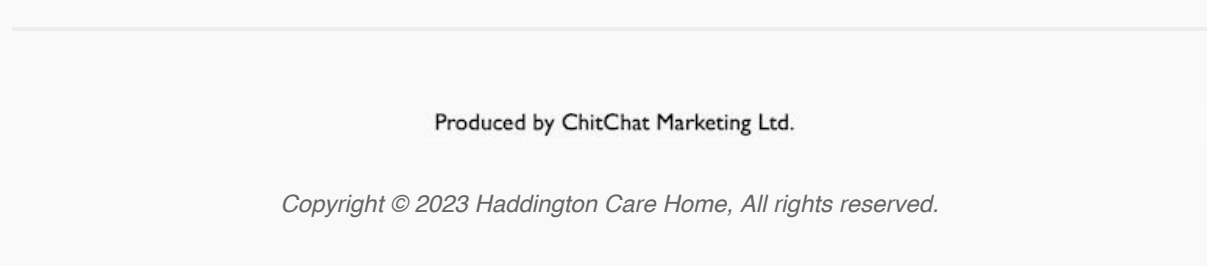 Produced by ChitChat Marketing Ltd.
Copyright © 2023 Haddington Care Home, All rights reserved.